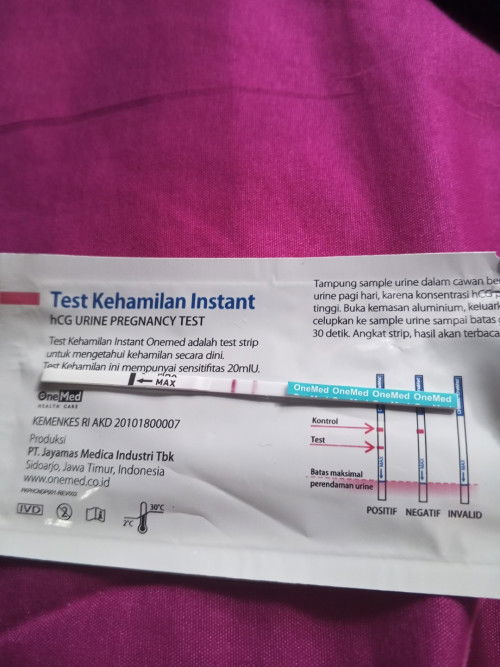 Test Kehamilan Instant
hCG URINE PREGNANCY TEST
Test Kehamilan Instant Onemed adalah test strip
untuk mengetahui kehamilan secara dini.
Test Kehamilan ini mempunyai sensitifitas 20mIU.
MAX
OneMed OneMed OneMed OneMed
OneMed
HEALTH CARE
KEMENKES RI AKD 20101800007
Produksi
PT. Jayamas Medica Industri Tbk
Sidoarjo, Jawa Timur, Indonesia
www.onemed.co.id
IVD
2
2°C
30°C
Tampung sample urine dalam cawan
urine pagi hari, karena konsentrasi hCG
tinggi. Buka kemasan aluminium,
celupkan ke sample urine sampai batas
30 detik. Angkat strip, hasil akan
Kontrol
Test
Batas maksimal
perendaman urine
MAX
MAX
MAX
POSITIF
NEGATIF
INVALID